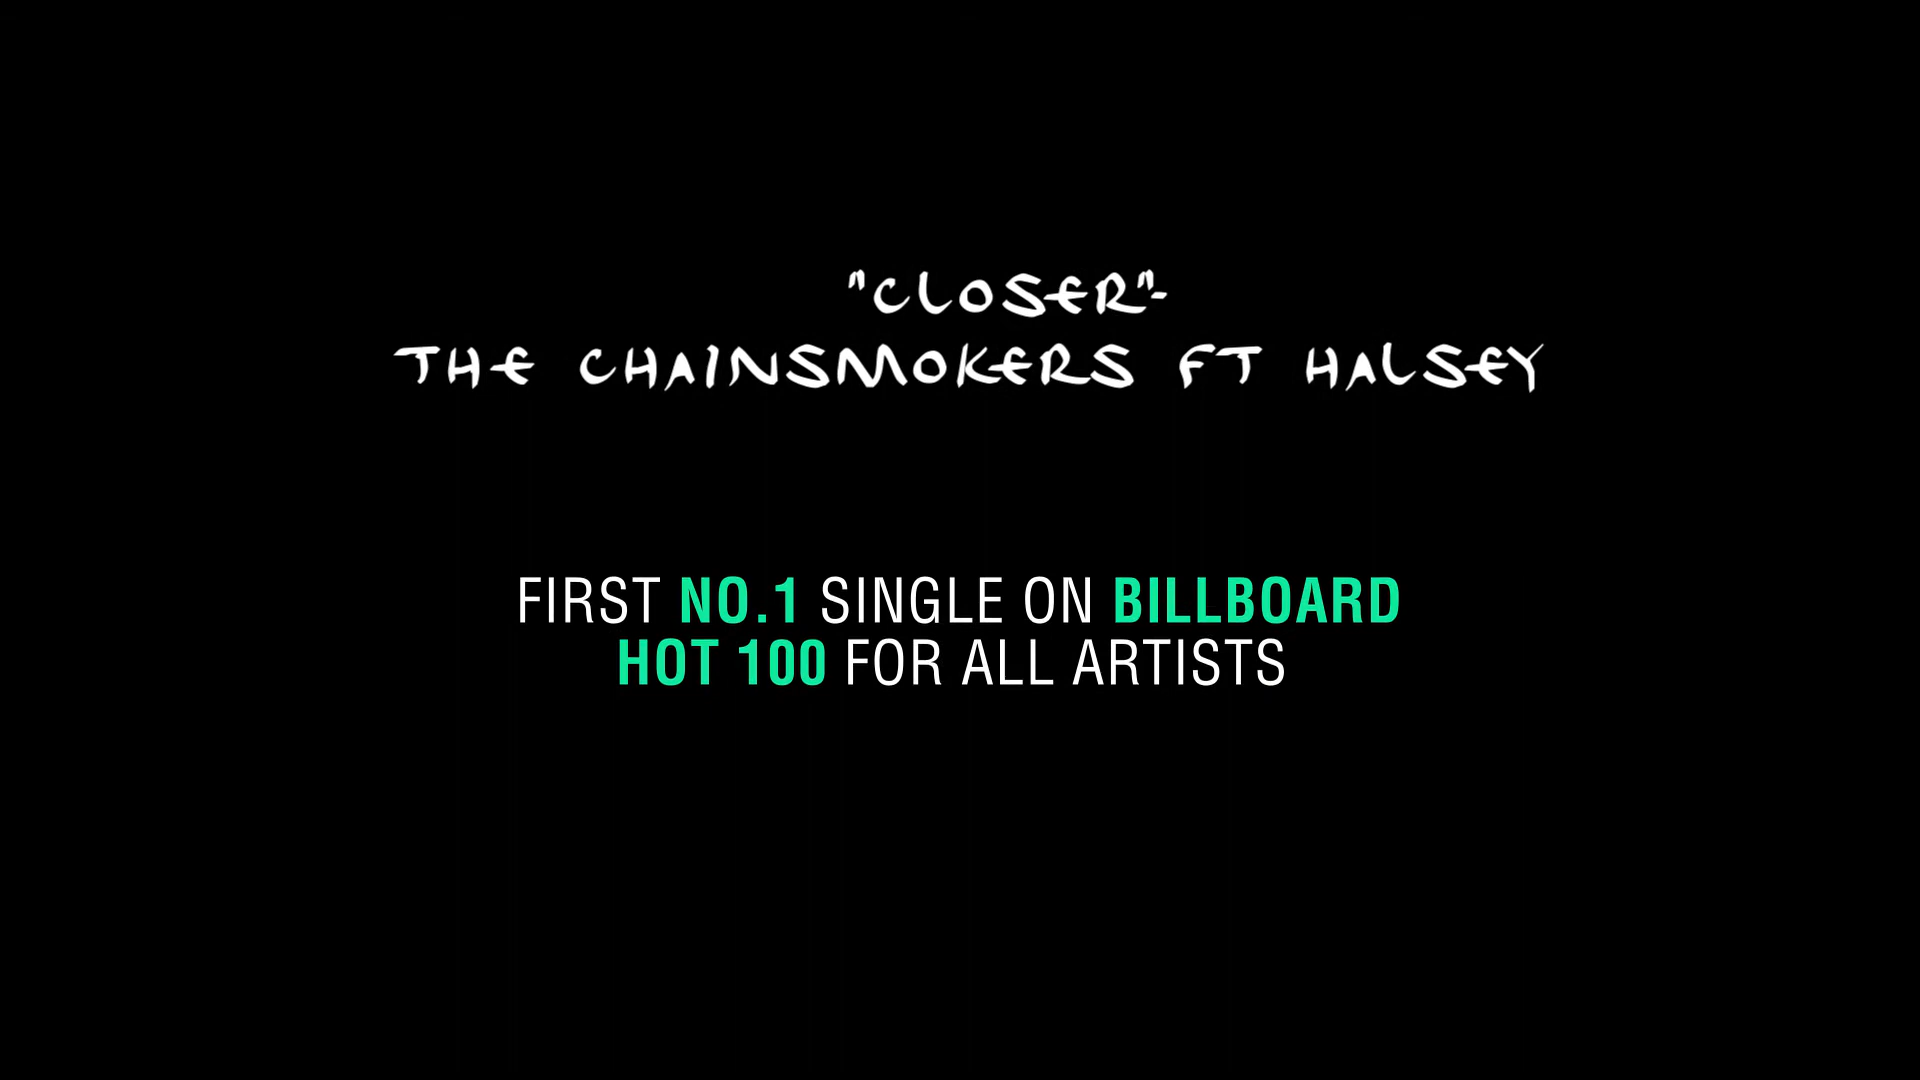 "CLOSER"-
THE CHAINSMOKERS FT HALSEY
FIRST NO.1 SINGLE ON BILLBOARD
HOT 100 FOR ALL ARTISTS